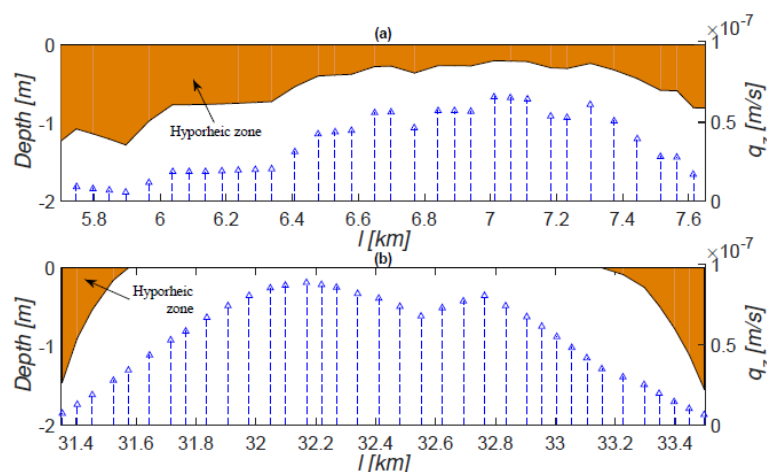 (a)
×10⁻⁷
0
-1
-2
Depth [m]
Hyporheic zone
1
0.5
0
q_z [m/s]
5.8 6 6.2 6.4 6.6 6.8 7 7.2 7.4 7.6
l [km]
(b)
×10⁻⁷
0
-1
-2
Depth [m]
Hyporheic
zone
1
0.5
0
q_z [m/s]
31.4 31.6 31.8 32 32.2 32.4 32.6 32.8 33 33.2 33.4
l [km]